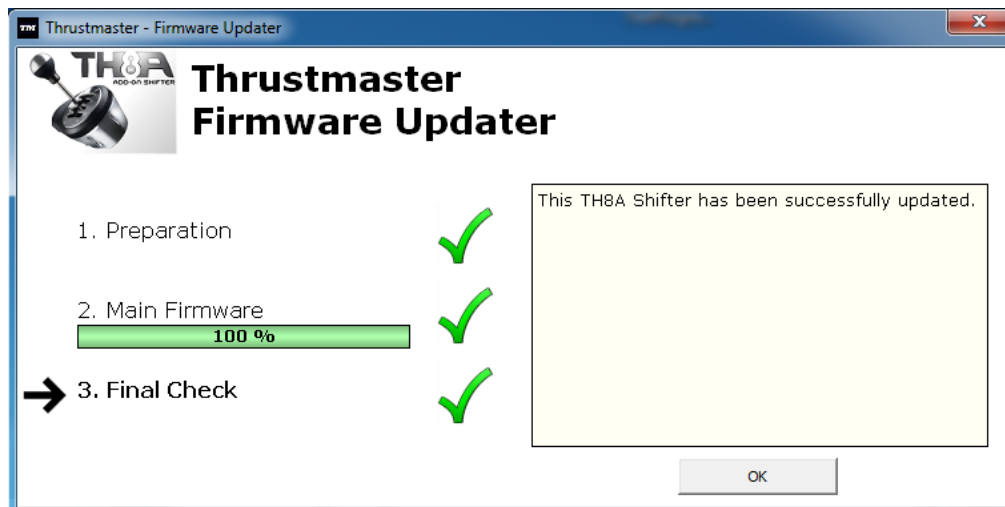 Thrustmaster - Firmware Updater
TH8A
ADD-ON SHIFTER
Thrustmaster
Firmware Updater
1. Preparation
2. Main Firmware
100 %
3. Final Check
This TH8A Shifter has been successfully updated.
OK